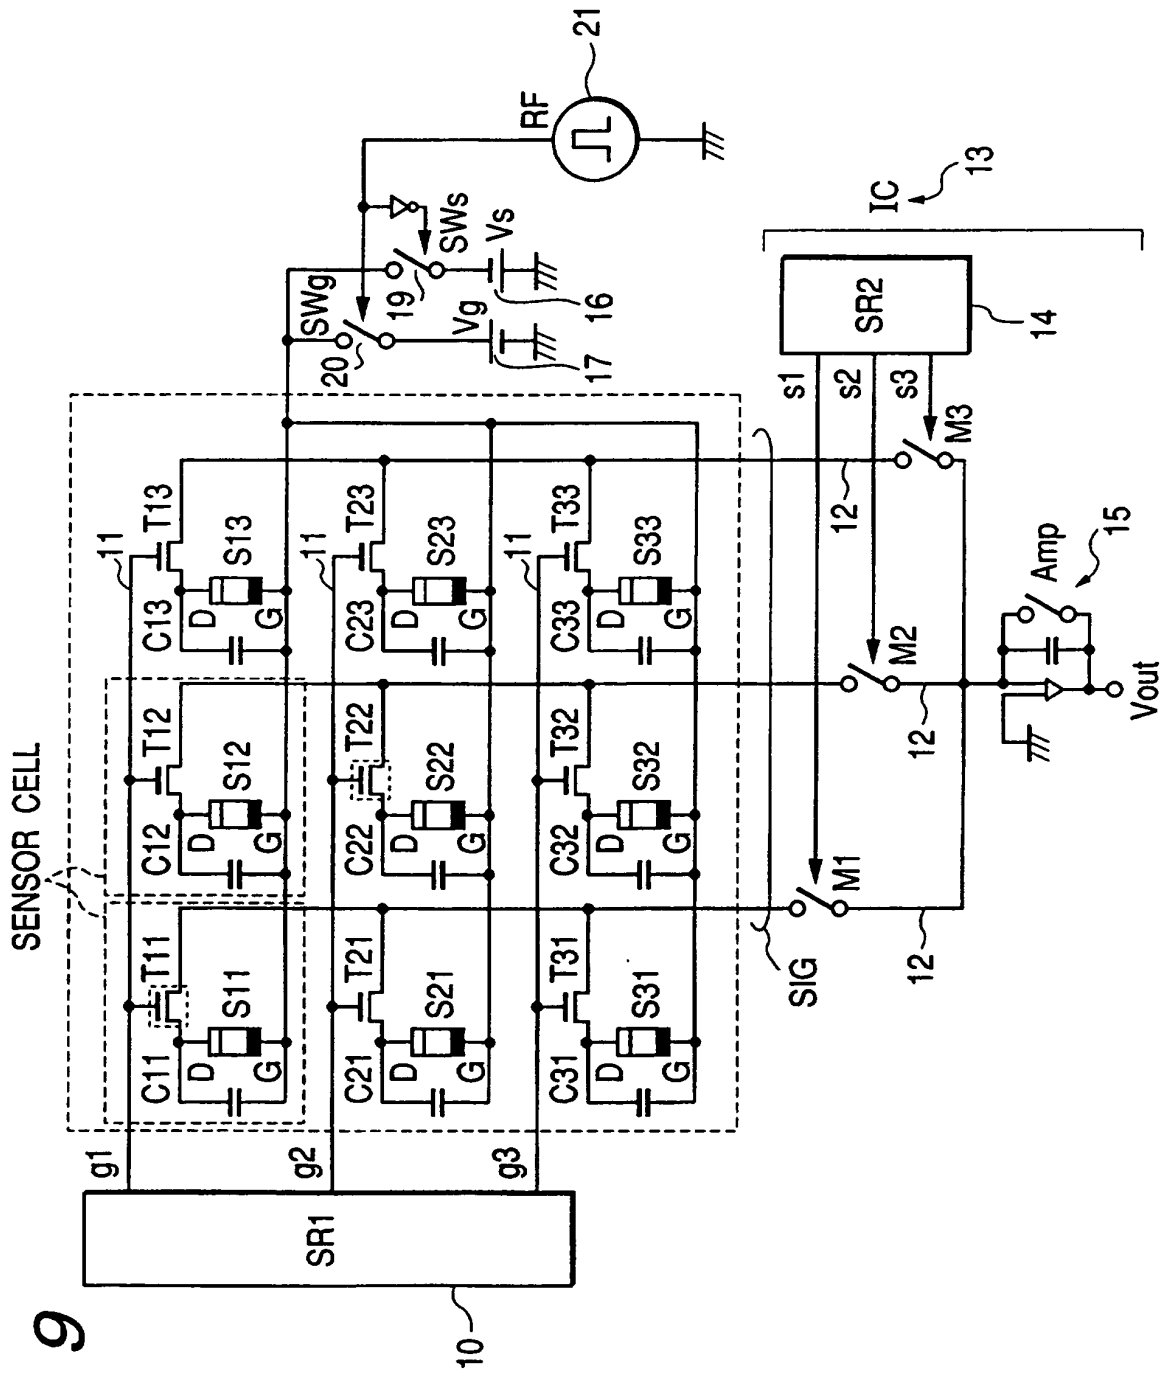 9
SENSOR CELL
SR1
10
g1
g2
g3
11
11
11
C11
T11
D
S11
G
C12
T12
D
S12
G
C13
T13
D
S13
G
C21
T21
D
S21
G
C22
T22
D
S22
G
C23
T23
D
S23
G
C31
T31
D
S31
G
C32
T32
D
S32
G
C33
T33
D
S33
G
SWg
20
Vg
17
SWs
19
Vs
16
RF
21
SIG
M1
M2
M3
12
12
12
s1
s2
s3
SR2
14
IC
13
Amp
15
Vout